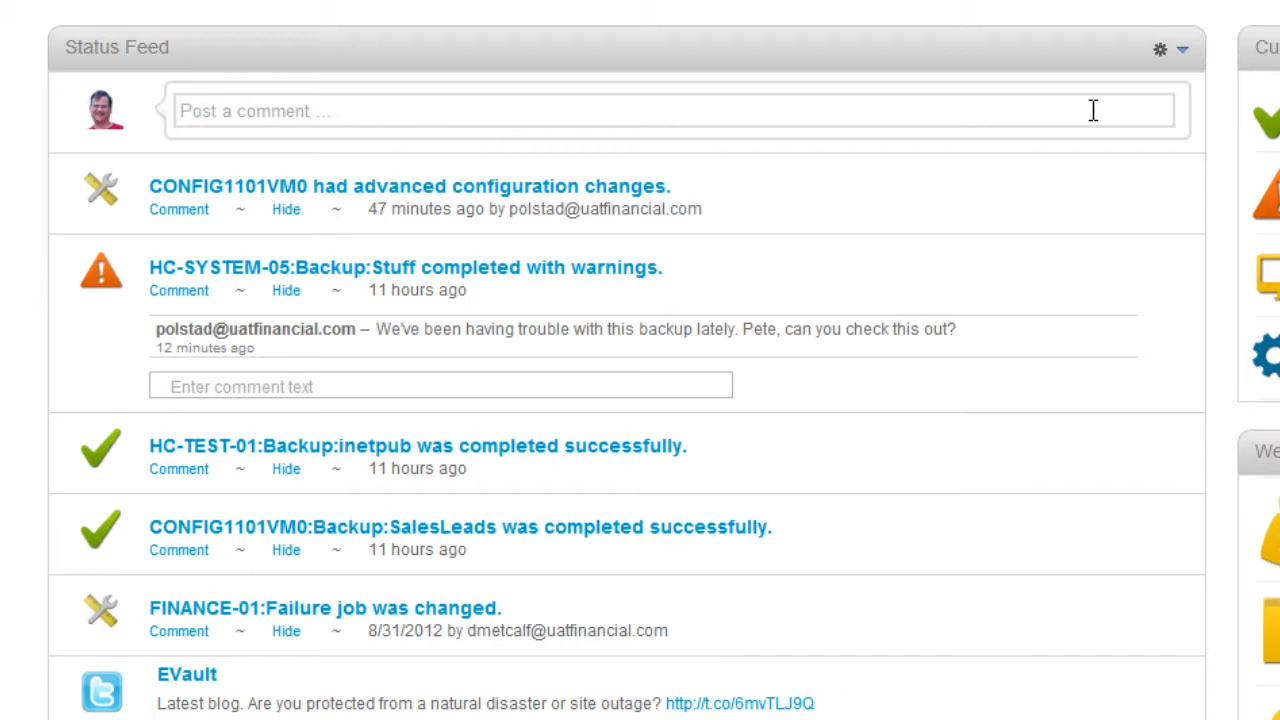 Status Feed
Cu
Post a comment ...
CONFIG1101VM0 had advanced configuration changes.
Comment ~ Hide ~ 47 minutes ago by polstad@uatfinancial.com
HC-SYSTEM-05:Backup:Stuff completed with warnings.
Comment ~ Hide ~ 11 hours ago
polstad@uatfinancial.com – We've been having trouble with this backup lately. Pete, can you check this out?
12 minutes ago
Enter comment text
We
HC-TEST-01:Backup:inetpub was completed successfully.
Comment ~ Hide ~ 11 hours ago
CONFIG1101VM0:Backup:SalesLeads was completed successfully.
Comment ~ Hide ~ 11 hours ago
FINANCE-01:Failure job was changed.
Comment ~ Hide ~ 8/31/2012 by dmetcalf@uatfinancial.com
EVault
Latest blog. Are you protected from a natural disaster or site outage? http://t.co/6mvTLJ9Q